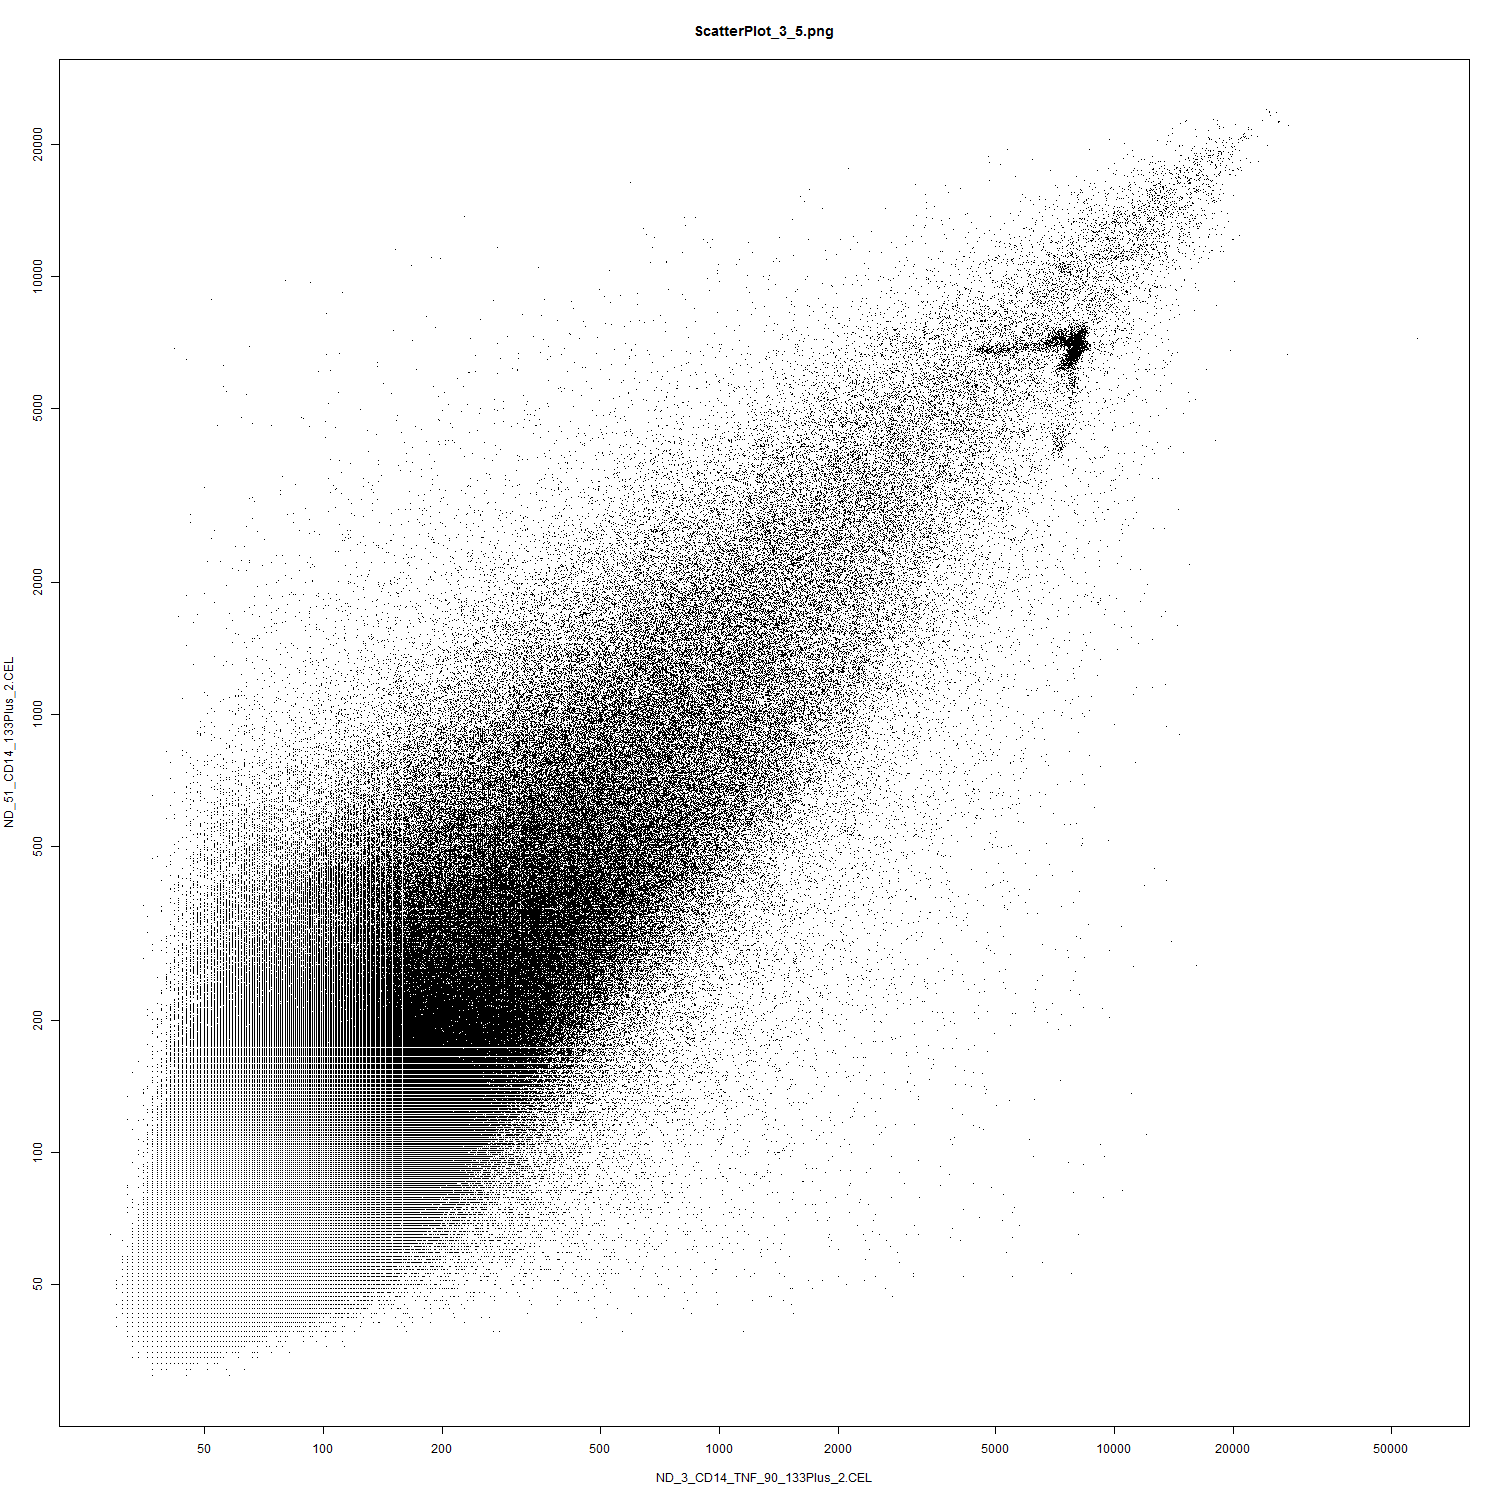 ScatterPlot_3_5.png
20000
10000
5000
2000
1000
500
200
100
50
ND_51_CD14_133Plus_2.CEL
50 100 200 500 1000 2000 5000 10000 20000 50000
ND_3_CD14_TNF_90_133Plus_2.CEL